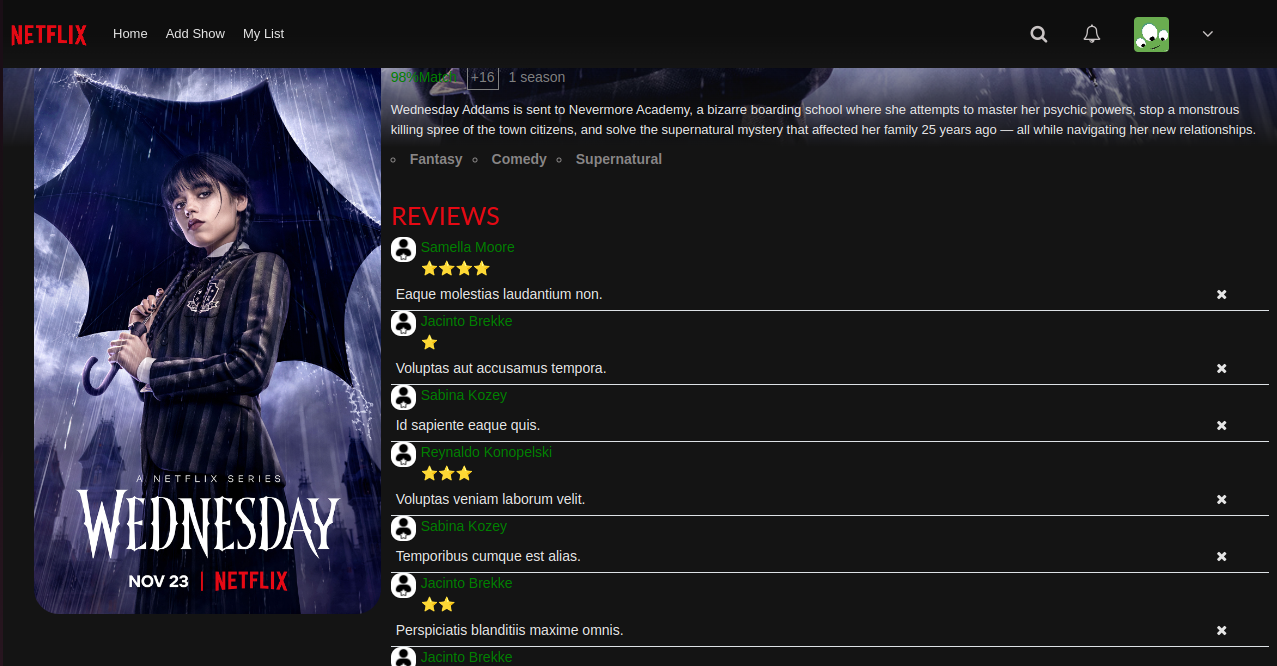 NETFLIX Home Add Show My List
98%Match +16 1 season
Wednesday Addams is sent to Nevermore Academy, a bizarre boarding school where she attempts to master her psychic powers, stop a monstrous
killing spree of the town citizens, and solve the supernatural mystery that affected her family 25 years ago — all while navigating her new relationships.
Fantasy Comedy Supernatural
REVIEWS
Samella Moore
Eaque molestias laudantium non.
Jacinto Brekke
Voluptas aut accusamus tempora.
Sabina Kozey
Id sapiente eaque quis.
Reynaldo Konopelski
Voluptas veniam laborum velit.
Sabina Kozey
Temporibus cumque est alias.
Jacinto Brekke
Perspiciatis blanditiis maxime omnis.
Jacinto Brekke
A NETFLIX SERIES
WEDNESDAY
NOV 23 | NETFLIX